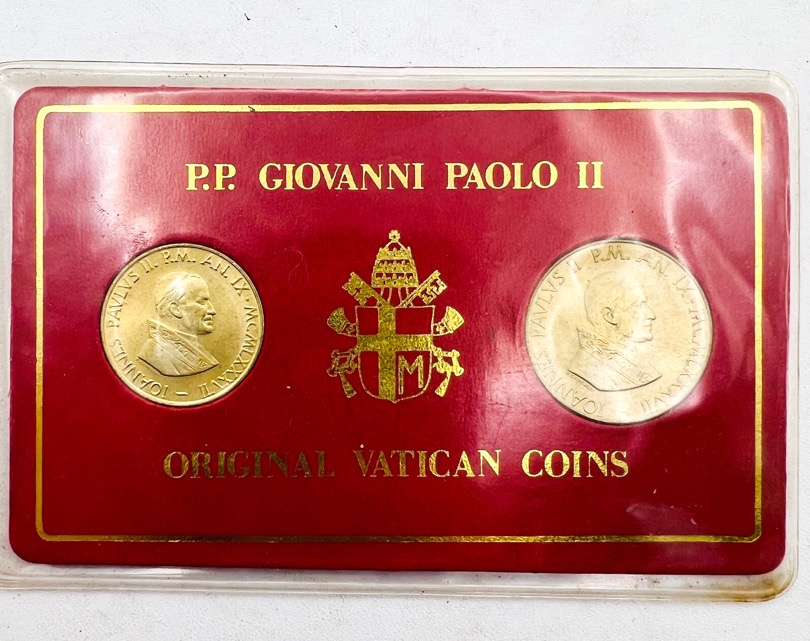 P.P. GIOVANNI PAOLO II
IOANNES PAVLVS II P.M. AN. IX · MCMLXXXVII
IOANNES PAVLVS II P.M. AN. IX · MCMLXXXVII
M
ORIGINAL VATICAN COINS